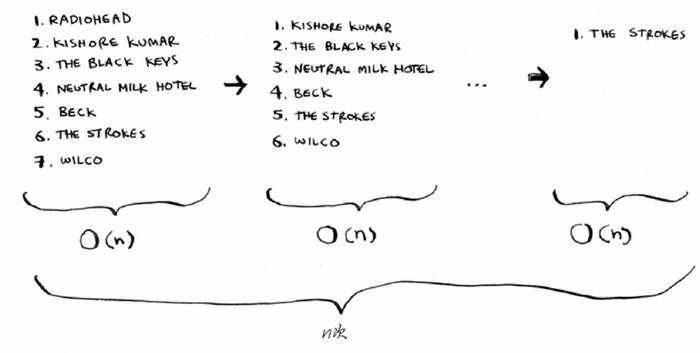 1. RADIOHEAD
2. KISHORE KUMAR
3. THE BLACK KEYS
4. NEUTRAL MILK HOTEL
5. BECK
6. THE STROKES
7. WILCO
O(n)
→
1. KISHORE KUMAR
2. THE BLACK KEYS
3. NEUTRAL MILK HOTEL
4. BECK
5. THE STROKES
6. WILCO
O(n)
...
→
1. THE STROKES
O(n)
n次